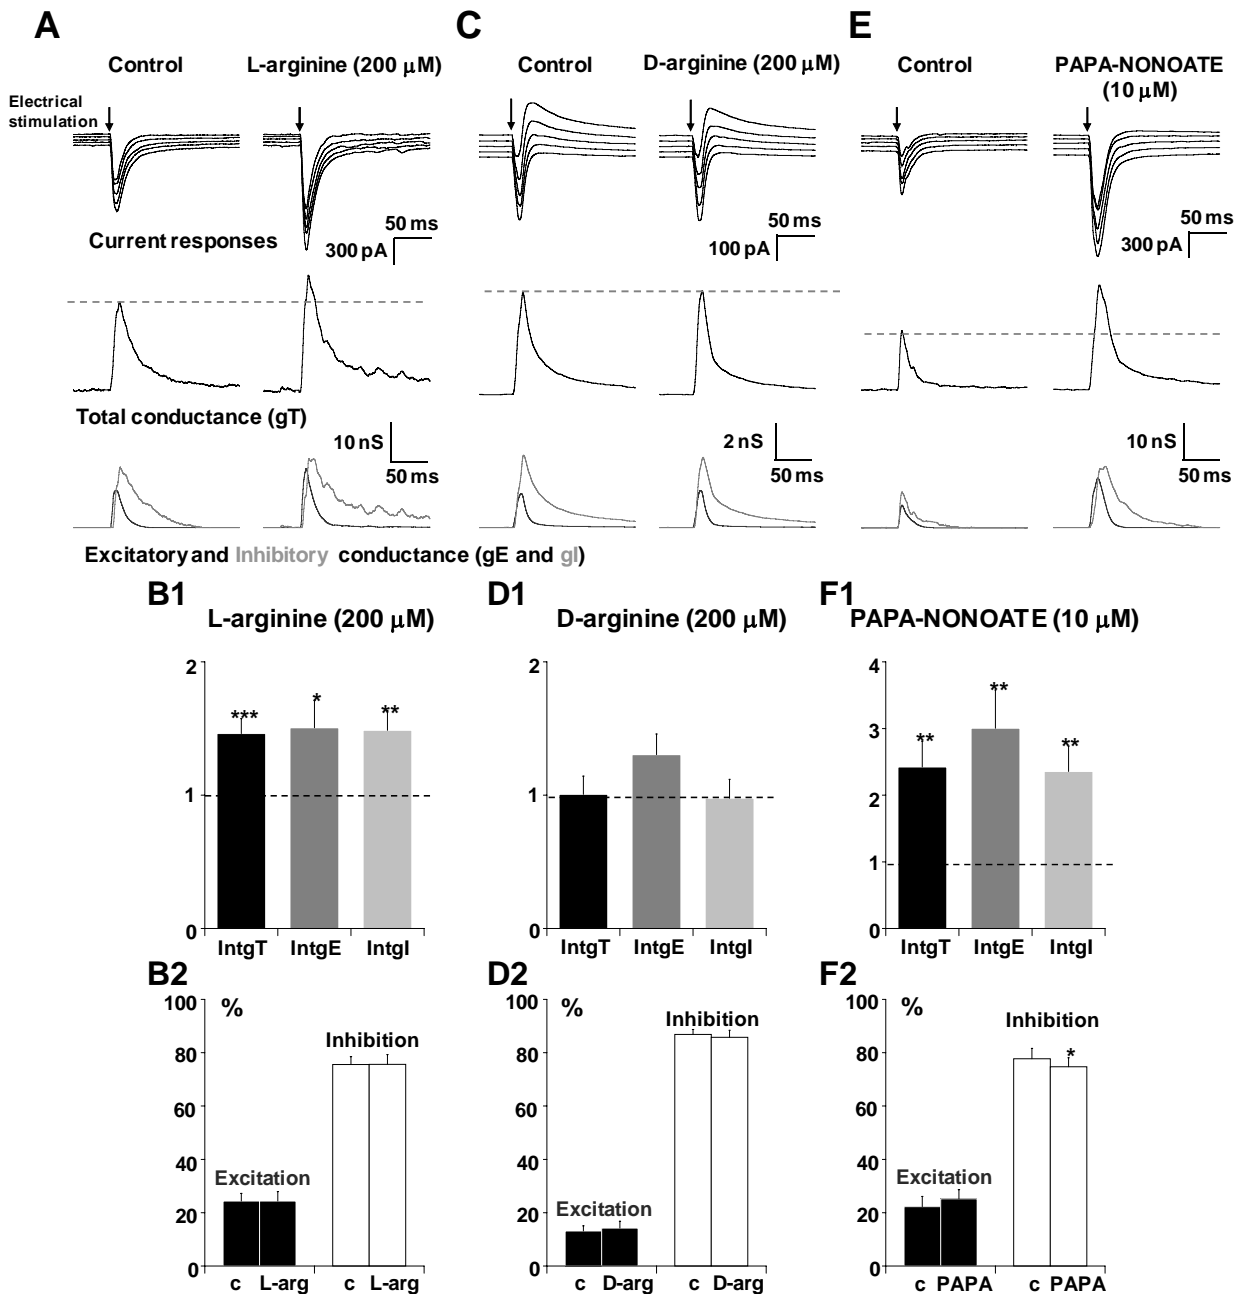 A C E
Control L-arginine (200 μM) Control D-arginine (200 μM) Control PAPA-NONOATE
(10 μM)
Electrical
stimulation
50 ms 50 ms 50 ms
Current responses 300 pA 100 pA 300 pA
Total conductance (gT)
10 nS 2 nS 10 nS
50 ms 50 ms 50 ms
Excitatory and Inhibitory conductance (gE and gI)
B1 D1 F1
L-arginine (200 μM) D-arginine (200 μM) PAPA-NONOATE (10 μM)
2 2 4
*** * ** ** ** **
3
1 1 2
1
0 0 0
IntgT IntgE IntgI IntgT IntgE IntgI IntgT IntgE IntgI
B2 D2 F2
100 % 100 % 100 %
Inhibition Inhibition Inhibition
*
80 80 80
60 60 60
40 40 40
Excitation Excitation Excitation
20 20 20
0 0 0
c L-arg c L-arg c D-arg c D-arg c PAPA c PAPA